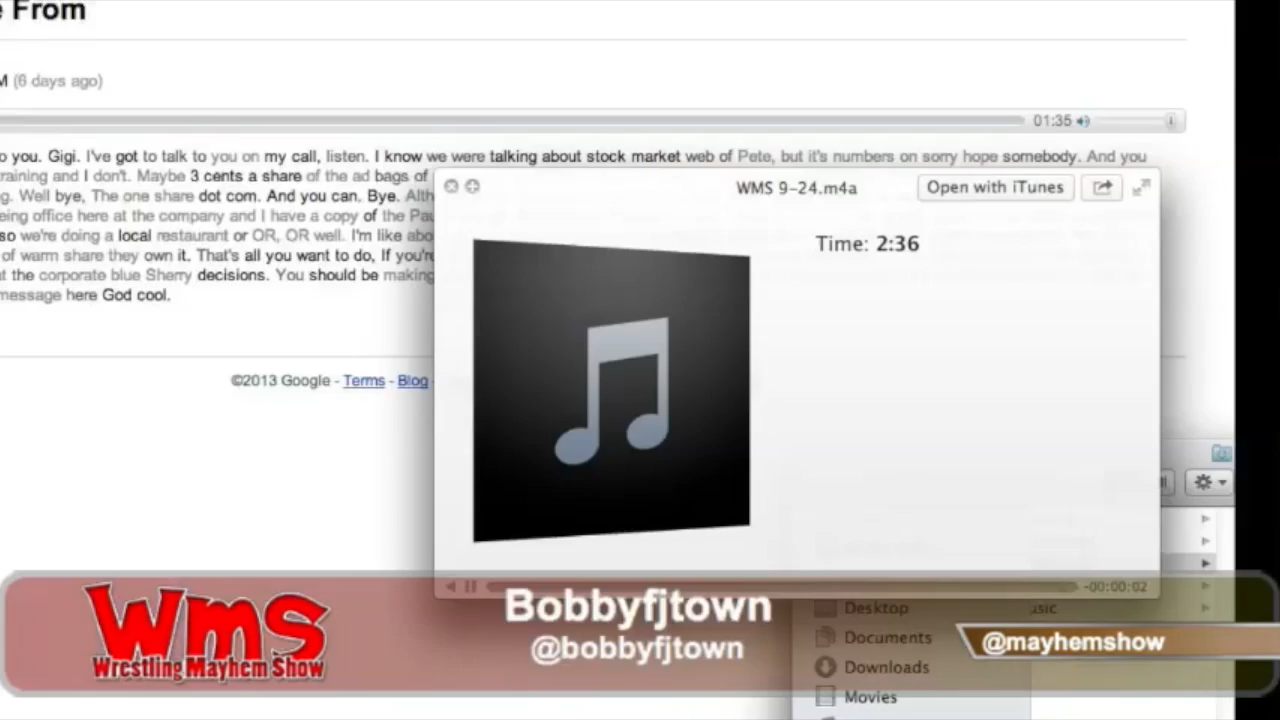 e From
M (6 days ago)
01:35
o you. Gigi. I've got to talk to you on my call, listen. I know we were talking about stock market web of Pete, but it's numbers on sorry hope somebody. And you
raining and I don't. Maybe 3 cents a share of the ad bags of
g. Well bye, The one share dot com. And you can. Bye. Alth
eing office here at the company and I have a copy of the Pau
so we're doing a local restaurant or OR, OR well. I'm like abo
of warm share they own it. That's all you want to do, If you're
t the corporate blue Sherry decisions. You should be making
message here God cool.
WMS 9-24.m4a
Open with iTunes
Time: 2:36
©2013 Google - Terms - Blog -
-00:00:02
Desktop
usic
Documents
Downloads
Movies
Wms
Wrestling Mayhem Show
Bobbyfjtown
@bobbyfjtown
@mayhemshow